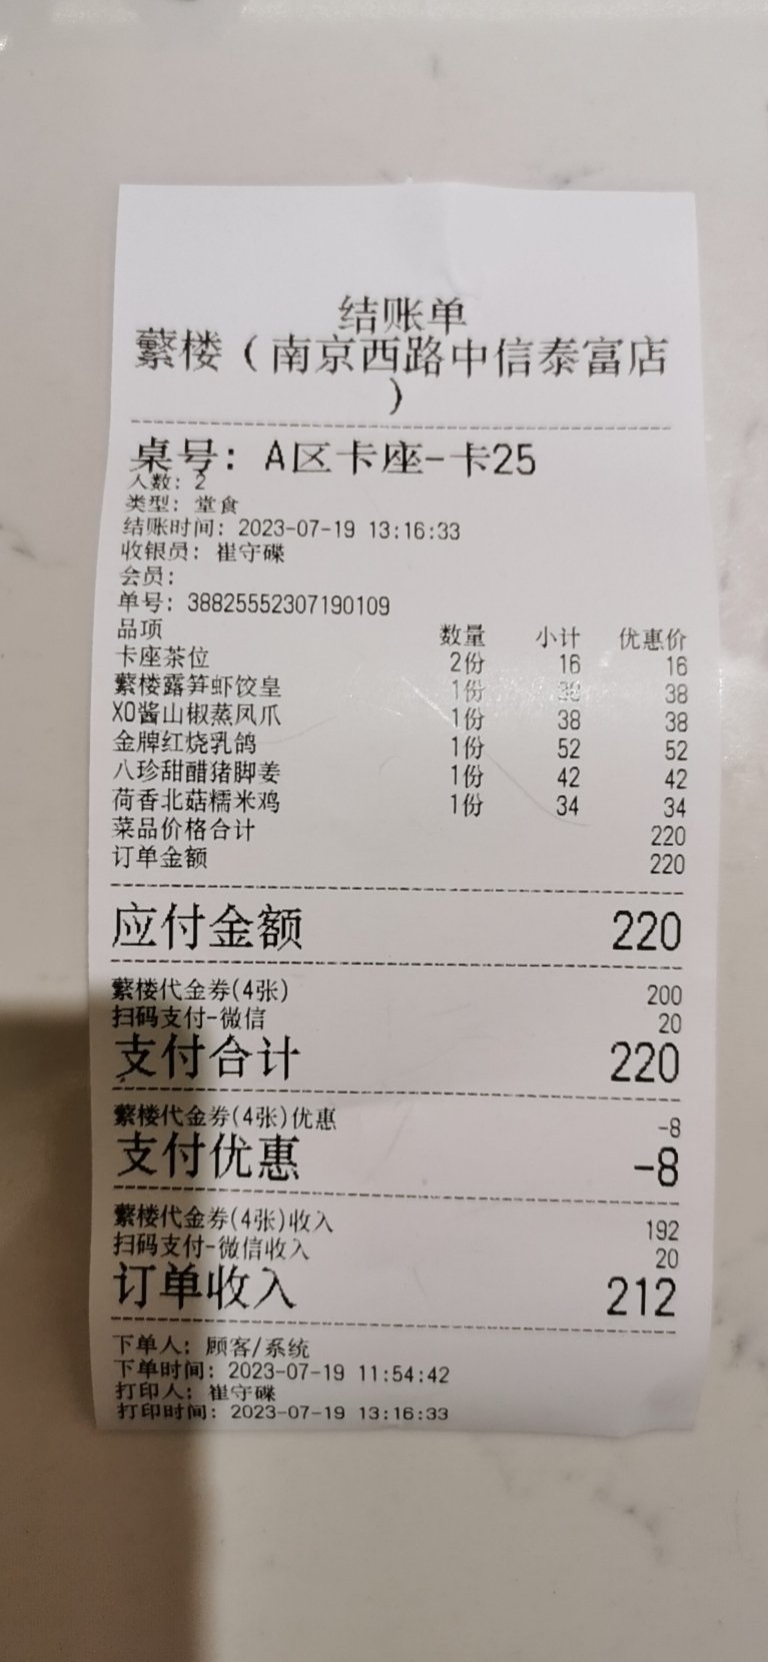 结账单
蘩楼（南京西路中信泰富店
）
桌号: A区卡座-卡25
人数: 2
类型: 堂食
结账时间: 2023-07-19 13:16:33
收银员: 崔守碟
会员:
单号: 388255552307190109
品项 数量 小计 优惠价
卡座茶位 2份 16 16
蘩楼露笋虾饺皇 1份 38 38
XO酱山椒蒸凤爪 1份 38 38
金牌红烧乳鸽 1份 52 52
八珍甜醋猪脚姜 1份 42 42
荷香北菇糯米鸡 1份 34 34
菜品价格合计 220
订单金额 220
应付金额 220
蘩楼代金券(4张) 200
扫码支付-微信 20
支付合计 220
蘩楼代金券(4张)优惠 -8
支付优惠 -8
蘩楼代金券(4张)收入 192
扫码支付-微信收入 20
订单收入 212
下单人: 顾客/系统
下单时间: 2023-07-19 11:54:42
打印人: 崔守碟
打印时间: 2023-07-19 13:16:33